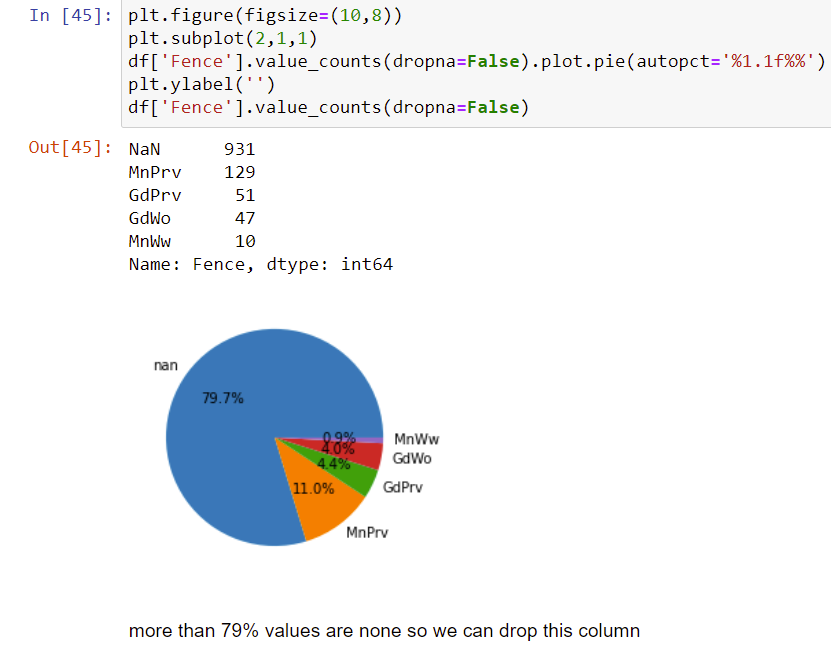 In [45]: plt.figure(figsize=(10,8))
plt.subplot(2,1,1)
df['Fence'].value_counts(dropna=False).plot.pie(autopct='%1.1f%%')
plt.ylabel('')
df['Fence'].value_counts(dropna=False)
Out[45]: NaN 931
MnPrv 129
GdPrv 51
GdWo 47
MnWw 10
Name: Fence, dtype: int64
nan
79.7%
0.9% MnWw
4.0% GdWo
4.4% GdPrv
11.0% MnPrv
more than 79% values are none so we can drop this column